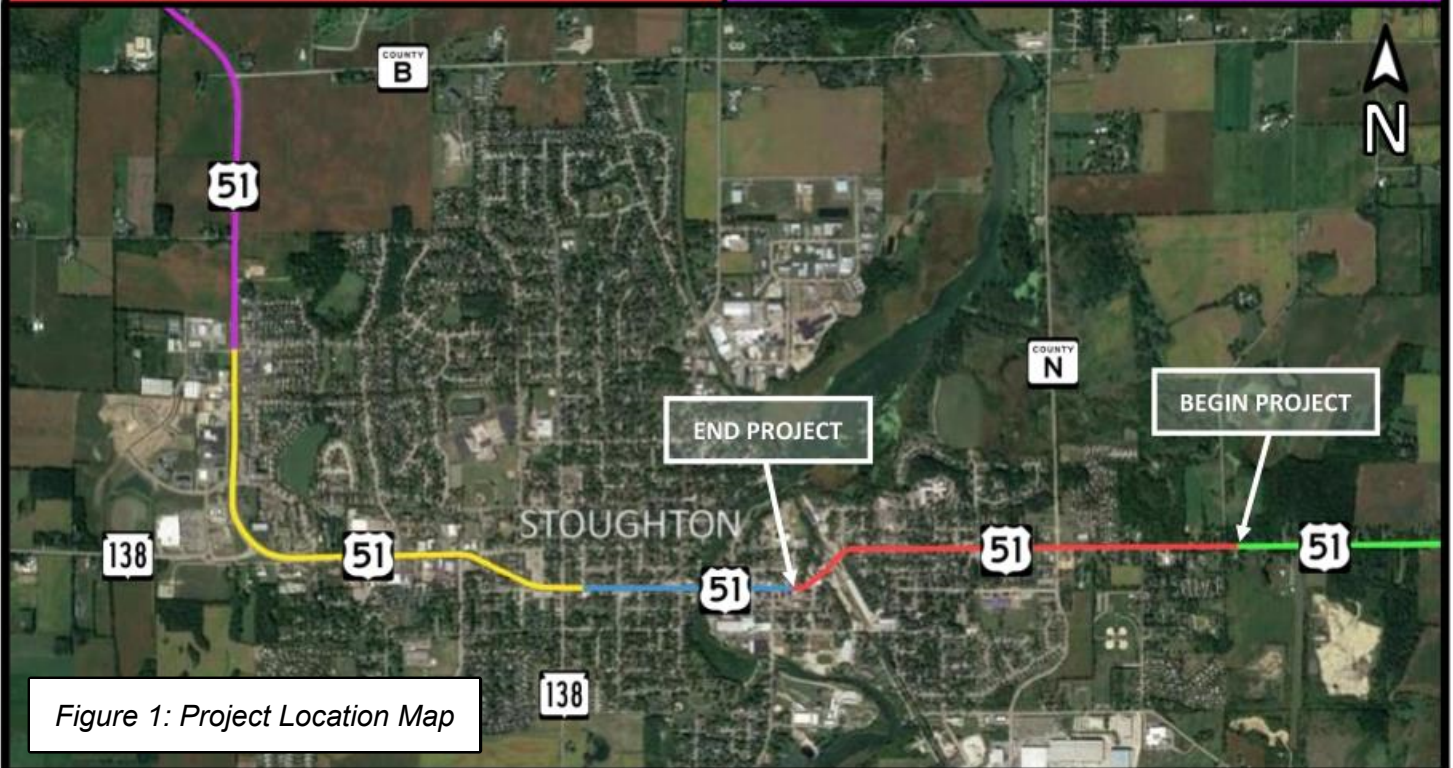 COUNTY
B
N
51
COUNTY
N
BEGIN PROJECT
END PROJECT
STOUGHTON
138
51
51
51
51
138
Figure 1: Project Location Map